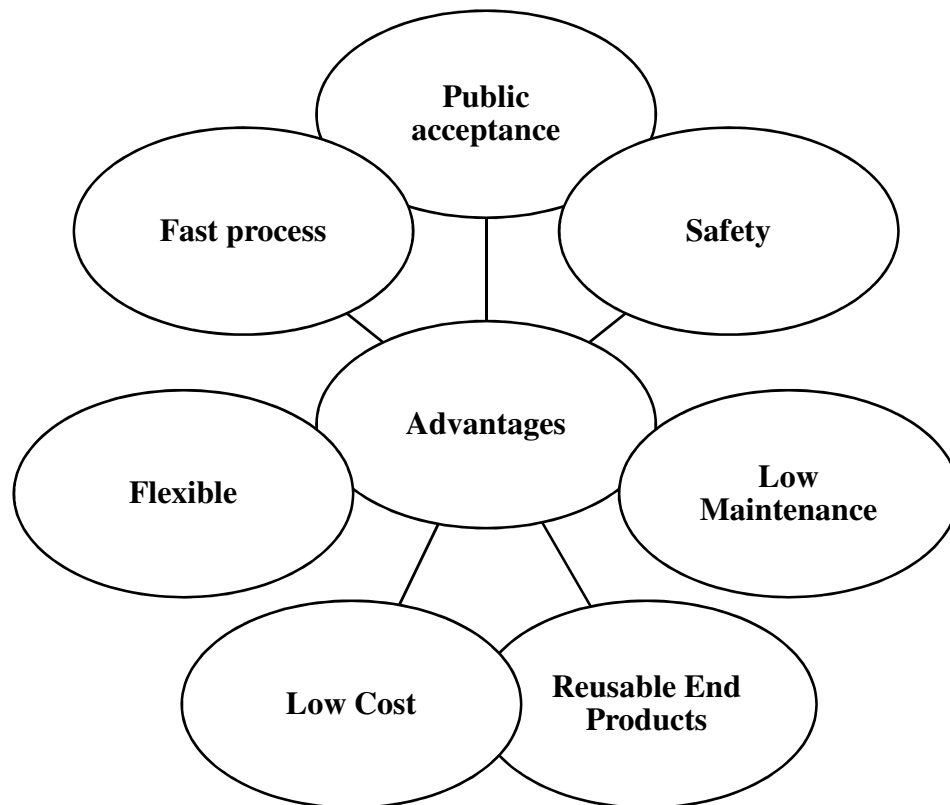 Public
acceptance
Fast process
Safety
Advantages
Flexible
Low
Maintenance
Low Cost
Reusable End
Products